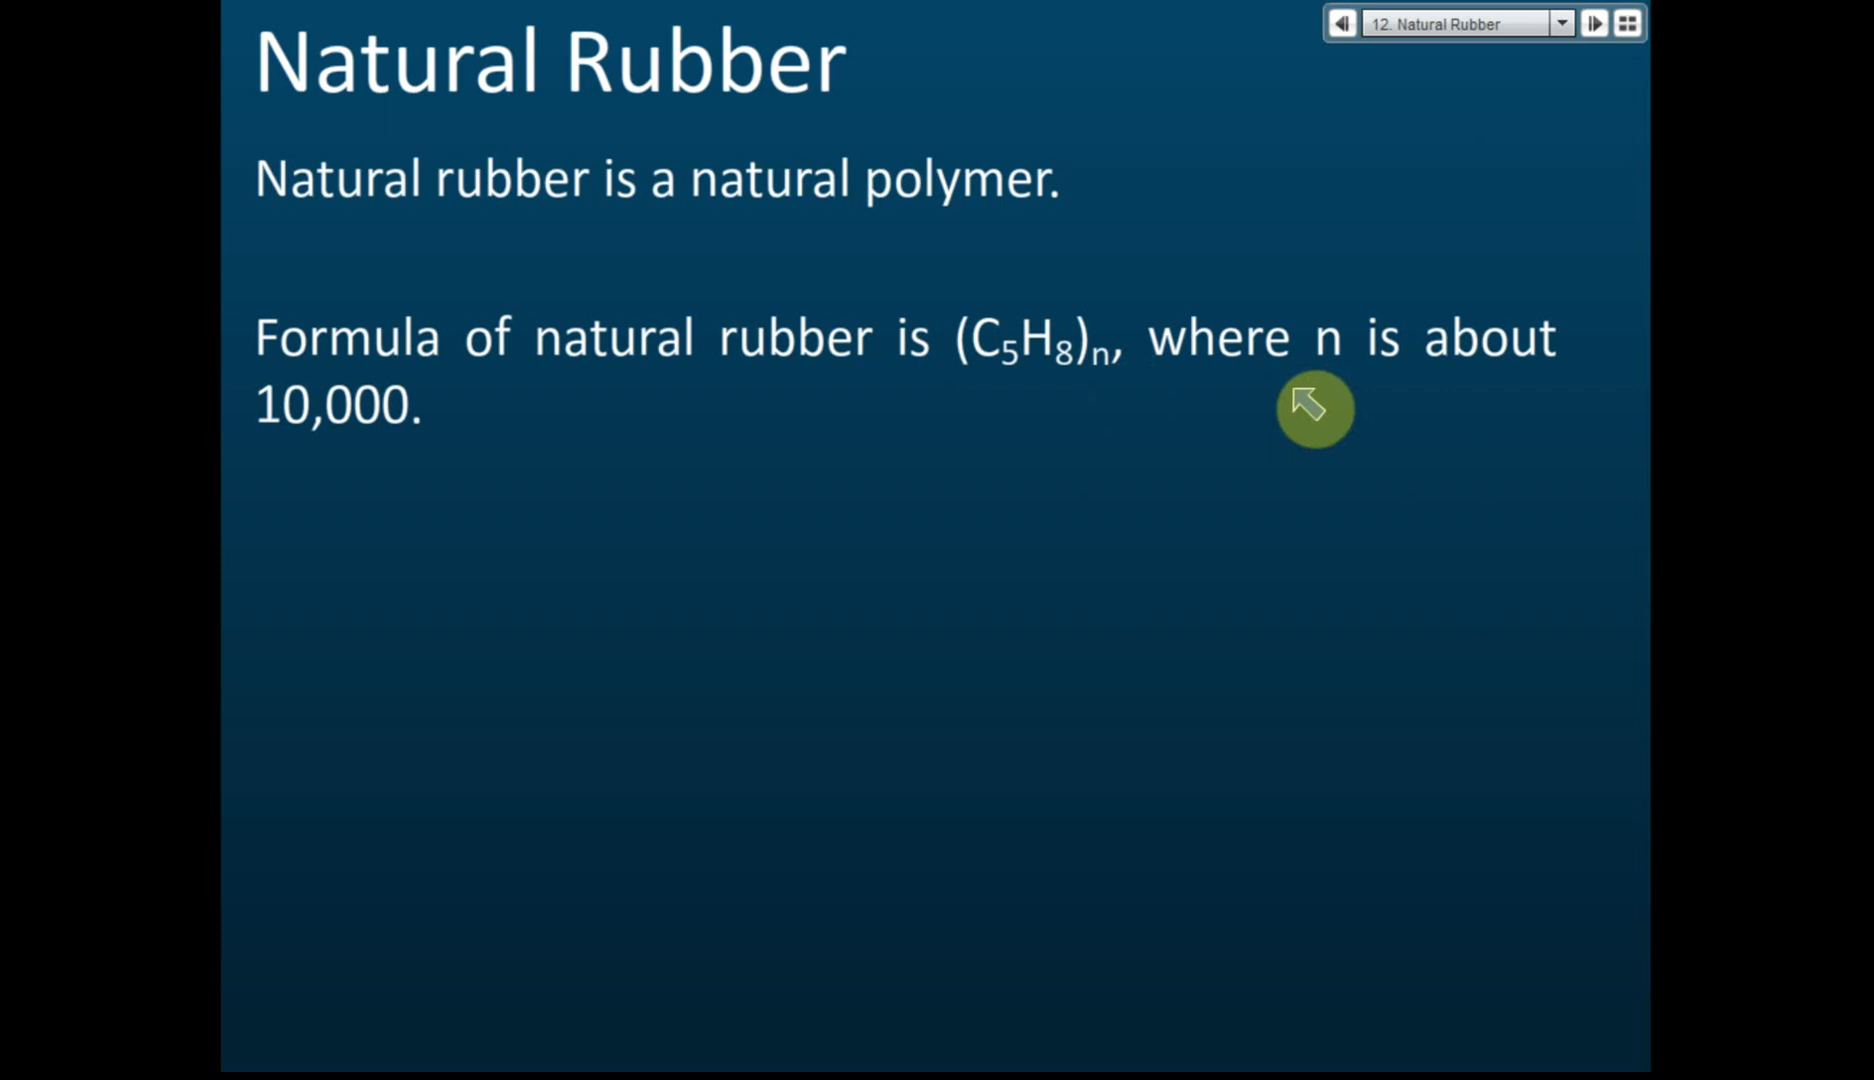 12. Natural Rubber
Natural Rubber
Natural rubber is a natural polymer.
Formula of natural rubber is (C₅H₈)ₙ, where n is about
10,000.